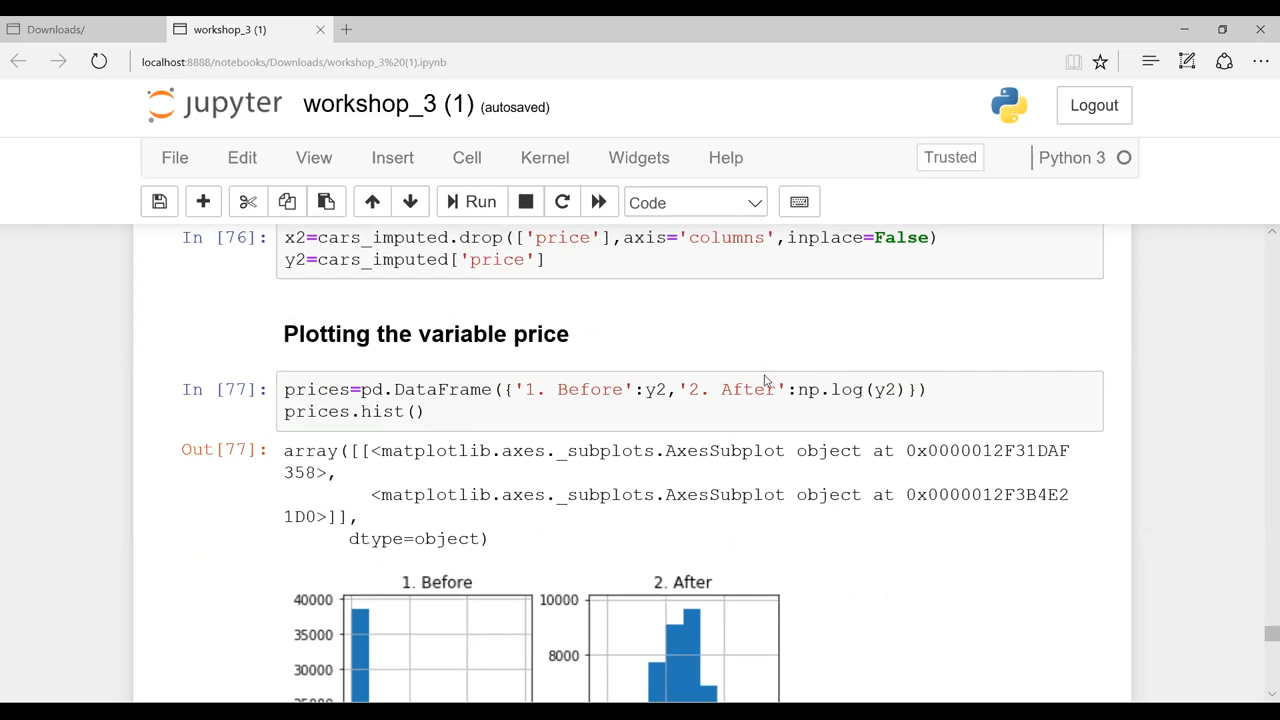 Downloads/
workshop_3 (1)
localhost:8888/notebooks/Downloads/workshop_3%20(1).ipynb
jupyter workshop_3 (1) (autosaved)
Logout
File Edit View Insert Cell Kernel Widgets Help Trusted Python 3
Run Code
In [76]: x2=cars_imputed.drop(['price'],axis='columns',inplace=False)
y2=cars_imputed['price']
Plotting the variable price
In [77]: prices=pd.DataFrame({'1. Before':y2,'2. After':np.log(y2)})
prices.hist()
Out[77]: array([[<matplotlib.axes._subplots.AxesSubplot object at 0x0000012F31DAF
358>,
<matplotlib.axes._subplots.AxesSubplot object at 0x0000012F3B4E2
1D0>]],
dtype=object)
1. Before 2. After
40000 10000
35000 8000
30000